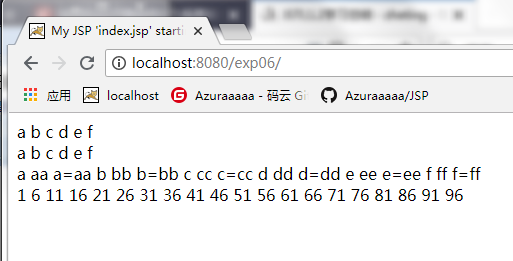 My JSP 'index.jsp' starti
localhost:8080/exp06/
应用 localhost Azuraaaaa - 码云 Gi Azuraaaaa/JSP
a b c d e f
a b c d e f
a aa a=aa b bb b=bb c cc c=cc d dd d=dd e ee e=ee f ff f=ff
1 6 11 16 21 26 31 36 41 46 51 56 61 66 71 76 81 86 91 96